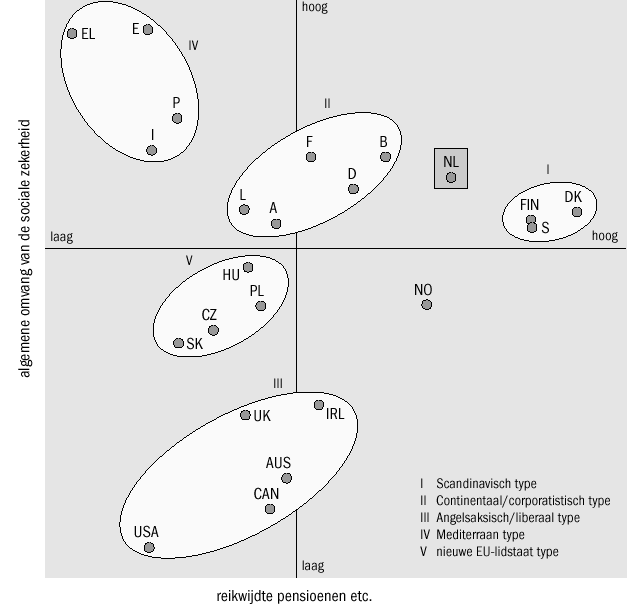 hoog
EL
E
IV
P
I
II
F
B
D
L
A
NL
I
FIN
DK
S
laag
hoog
V
HU
PL
CZ
SK
NO
III
UK
IRL
AUS
CAN
USA
I Scandinavisch type
II Continentaal/corporatistisch type
III Angelsaksisch/liberaal type
IV Mediterraan type
V nieuwe EU-lidstaat type
laag
algemene omvang van de sociale zekerheid
reikwijdte pensioenen etc.